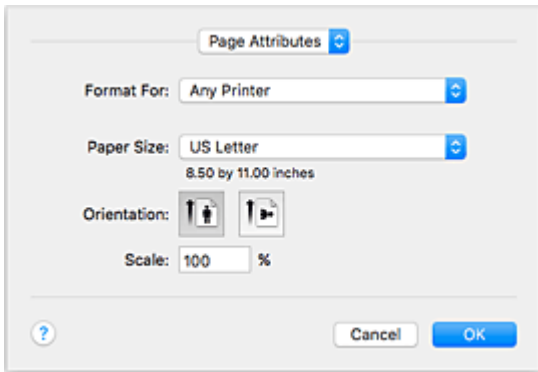 Page Attributes
Format For: Any Printer
Paper Size: US Letter
8.50 by 11.00 inches
Orientation:
Scale: 100 %
? Cancel OK